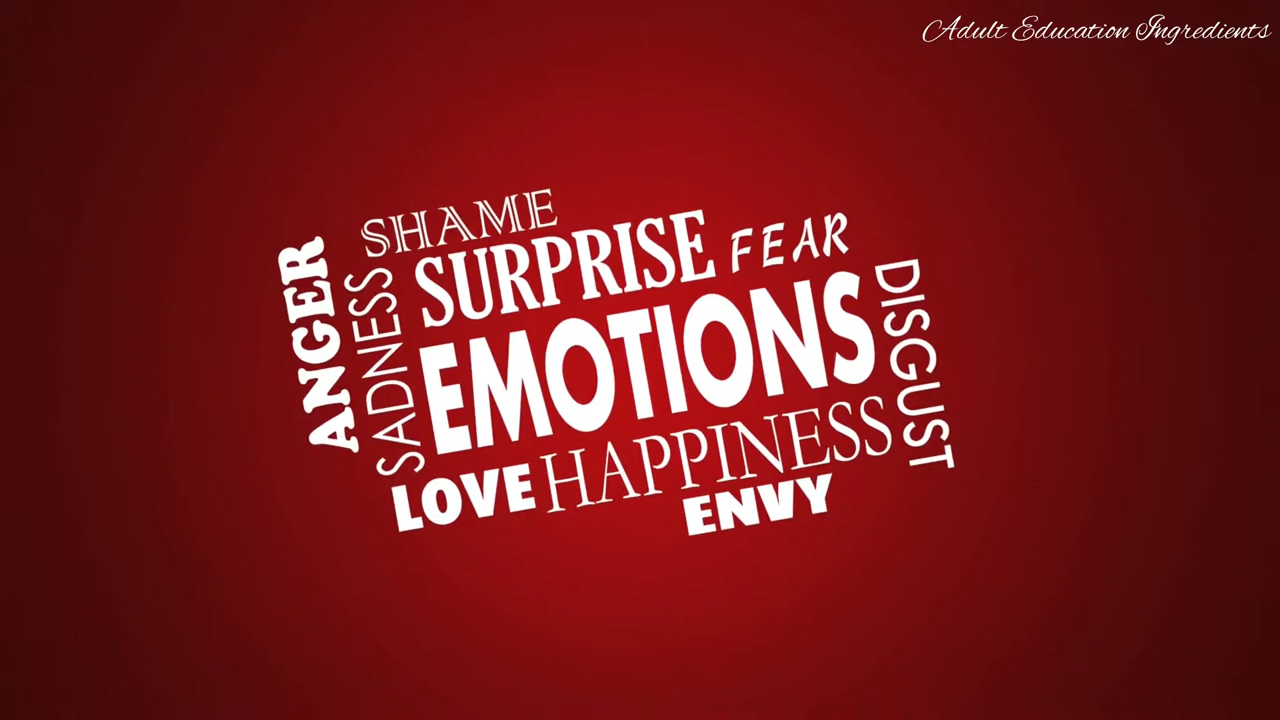 Adult Education Ingredients
SHAME
SURPRISE
FEAR
ANGER
SADNESS
EMOTIONS
DISGUST
LOVE
HAPPINESS
ENVY